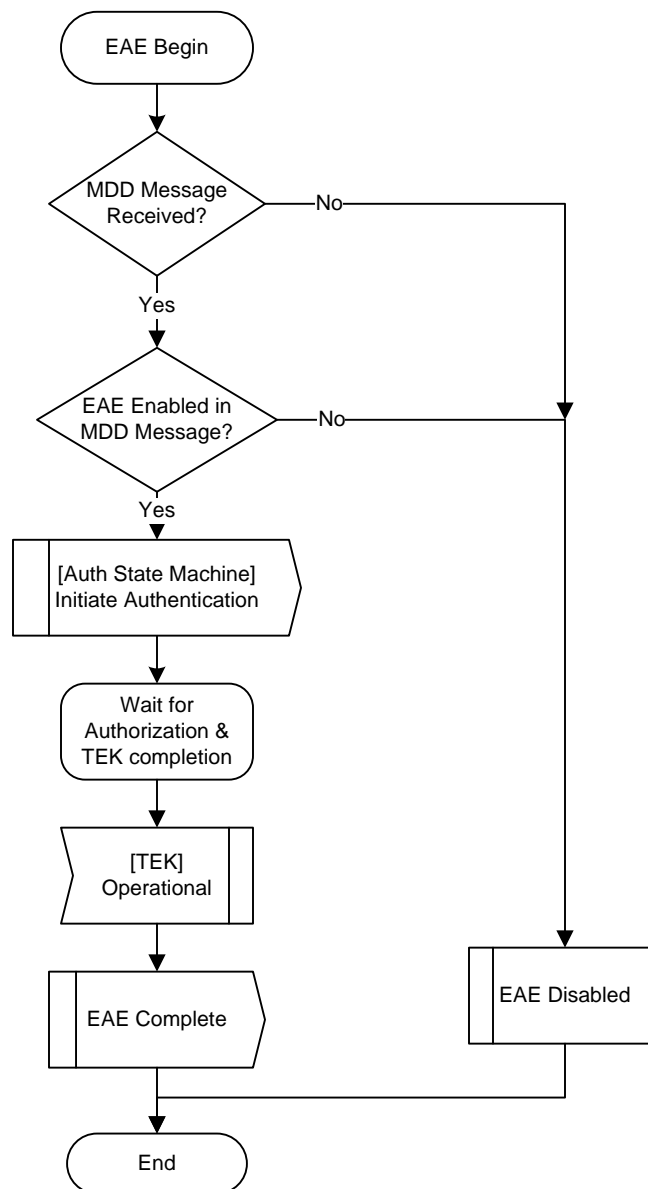 EAE Begin
MDD Message
Received?
No
Yes
EAE Enabled in
MDD Message?
No
Yes
[Auth State Machine]
Initiate Authentication
Wait for
Authorization &
TEK completion
[TEK]
Operational
EAE Complete
EAE Disabled
End